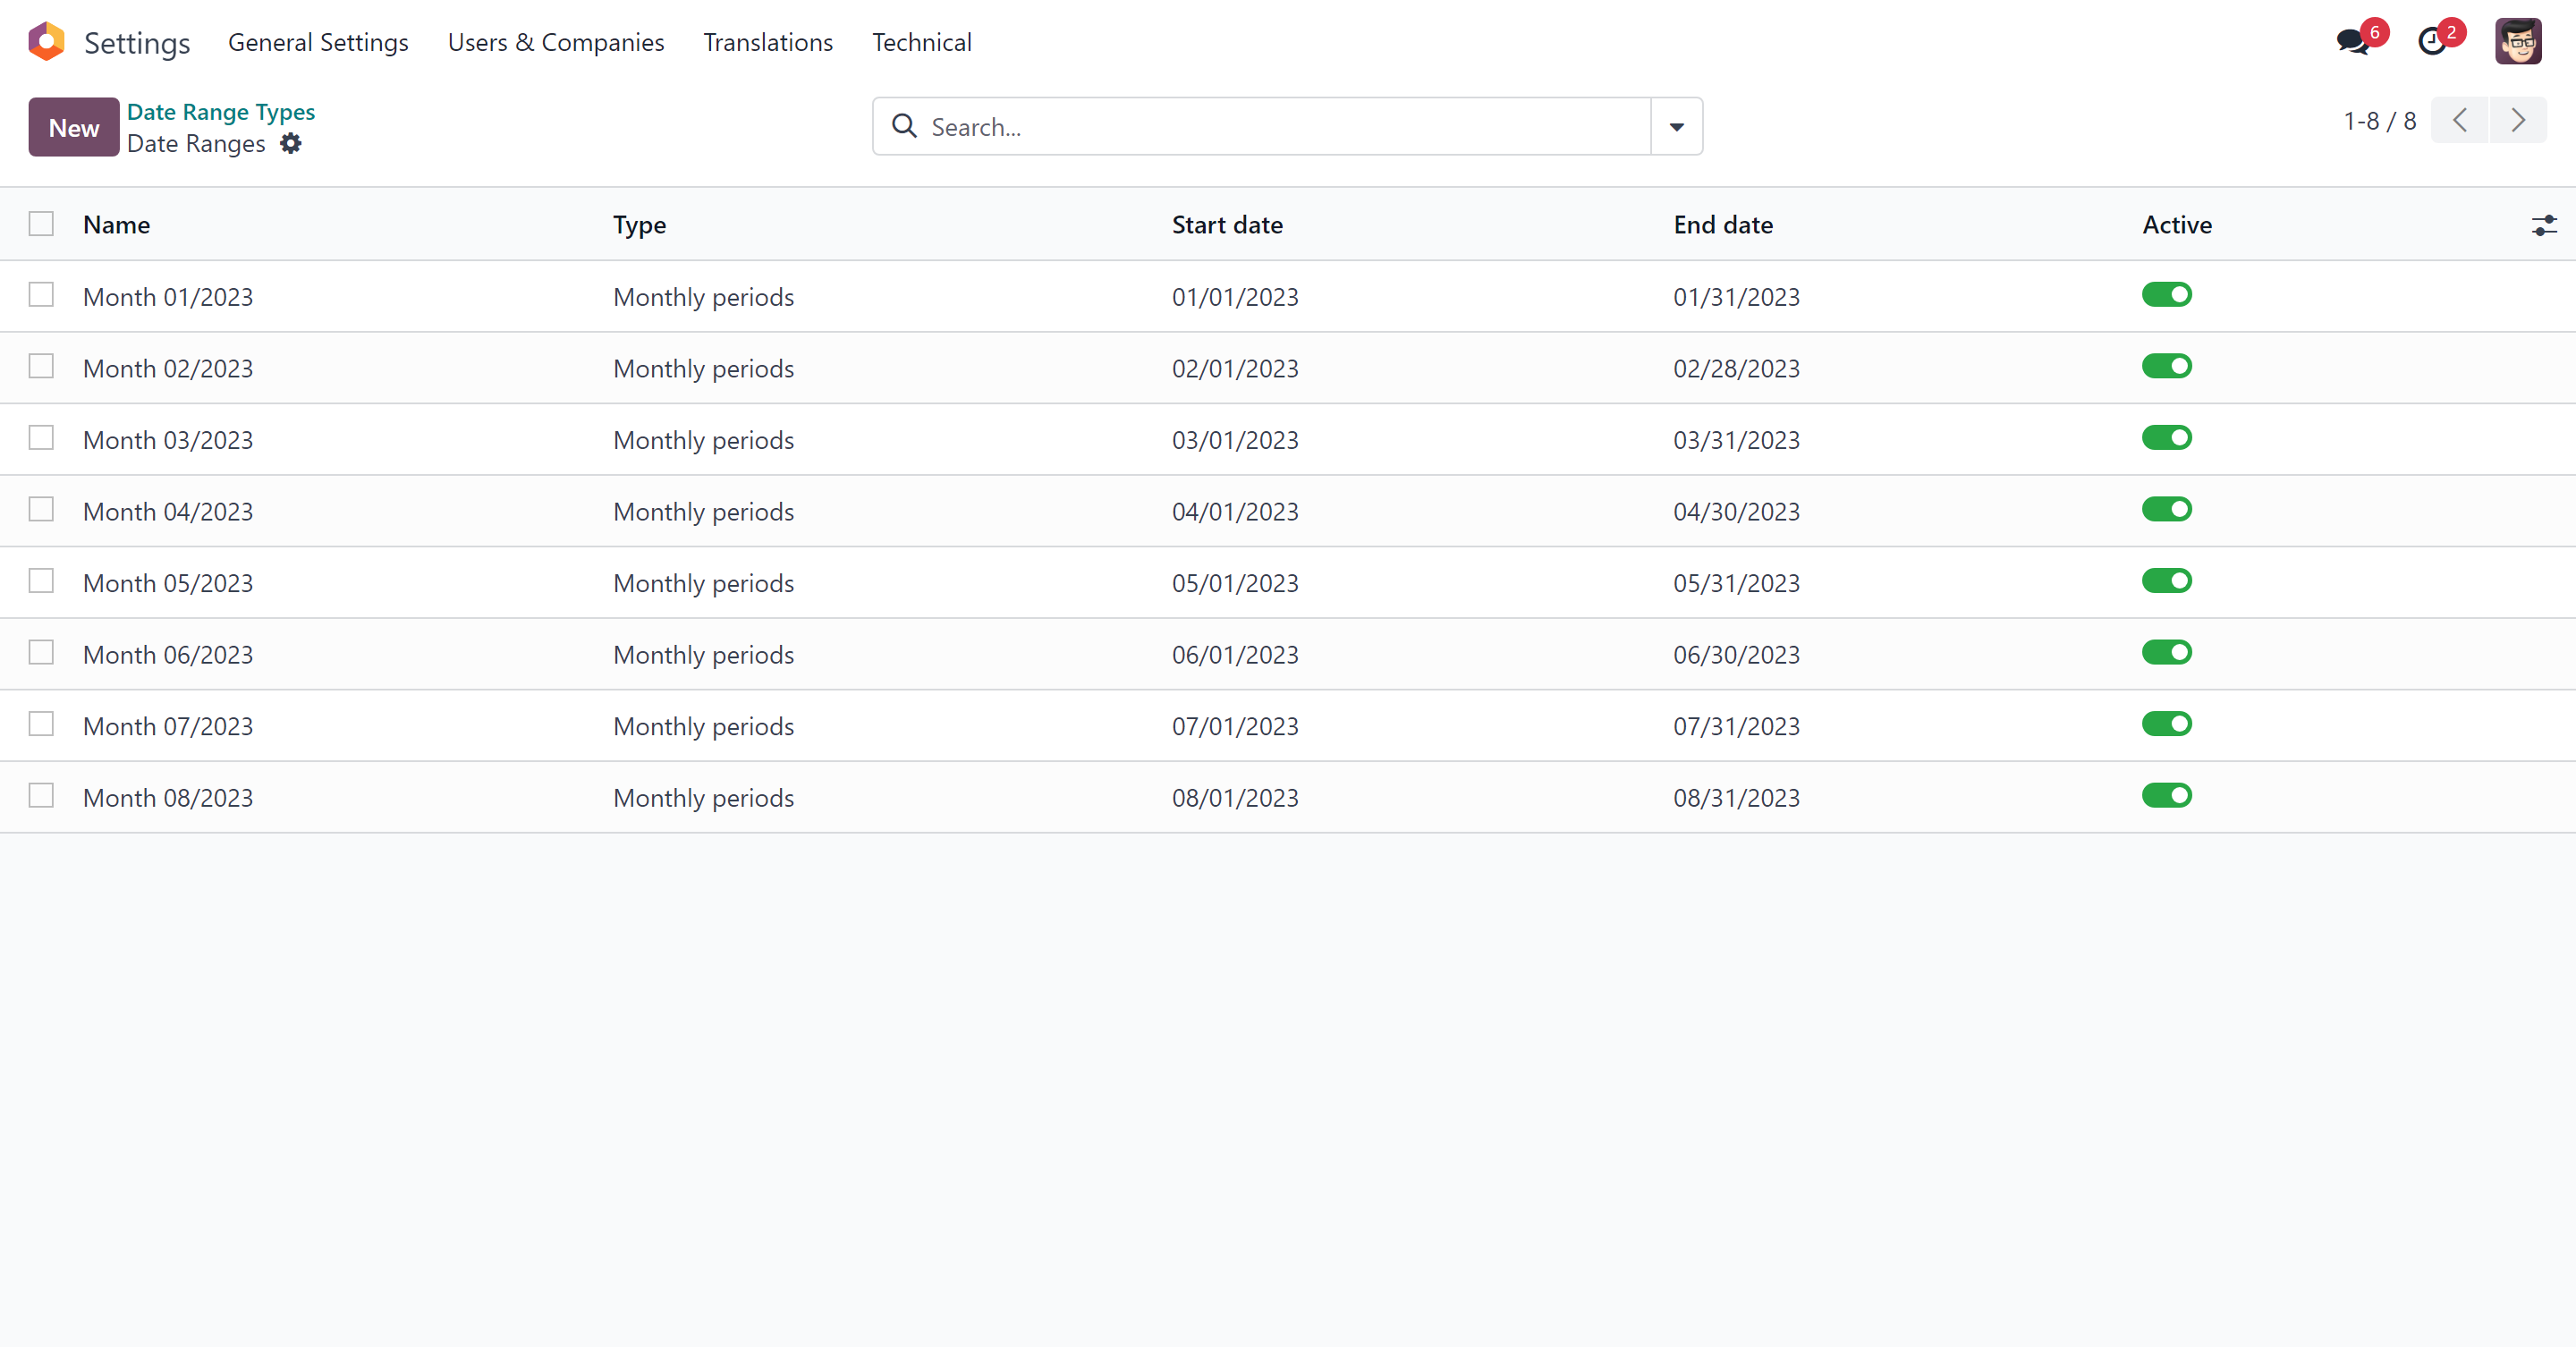 Settings General Settings Users & Companies Translations Technical 6 2
New Date Range Types
Date Ranges
Search...
1-8 / 8
Name Type Start date End date Active
Month 01/2023 Monthly periods 01/01/2023 01/31/2023
Month 02/2023 Monthly periods 02/01/2023 02/28/2023
Month 03/2023 Monthly periods 03/01/2023 03/31/2023
Month 04/2023 Monthly periods 04/01/2023 04/30/2023
Month 05/2023 Monthly periods 05/01/2023 05/31/2023
Month 06/2023 Monthly periods 06/01/2023 06/30/2023
Month 07/2023 Monthly periods 07/01/2023 07/31/2023
Month 08/2023 Monthly periods 08/01/2023 08/31/2023